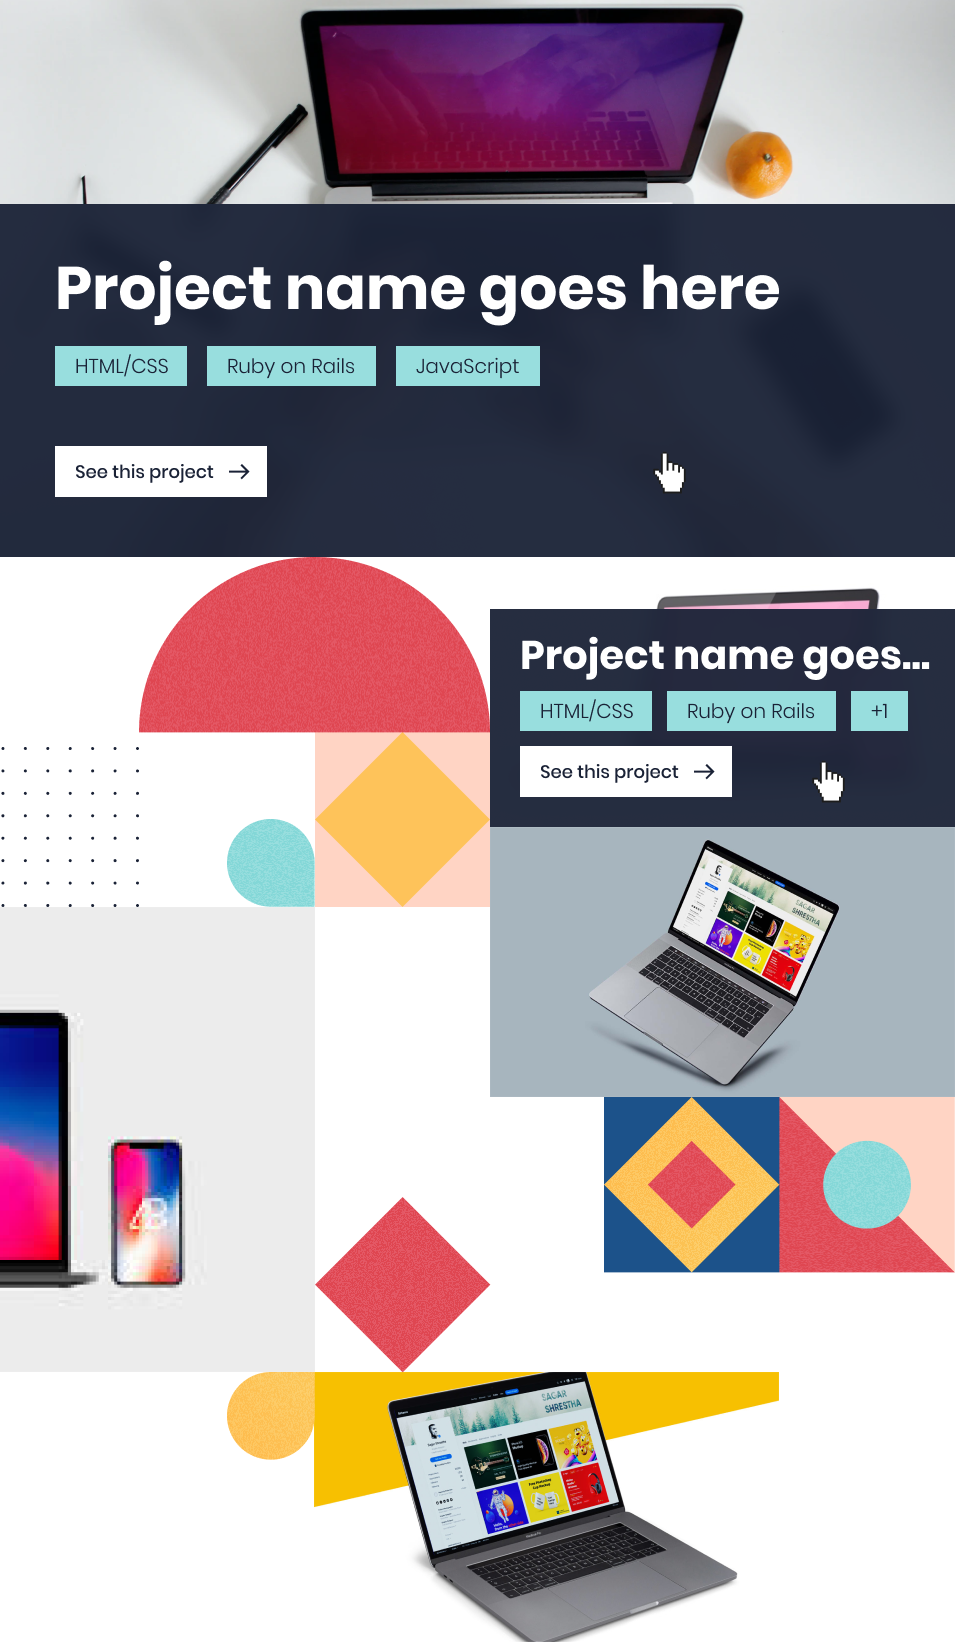 Project name goes here
HTML/CSS
Ruby on Rails
JavaScript
See this project
Project name goes...
HTML/CSS
Ruby on Rails
+1
See this project
SAGAR
SHRESTHA
SAGAR
SHRESTHA